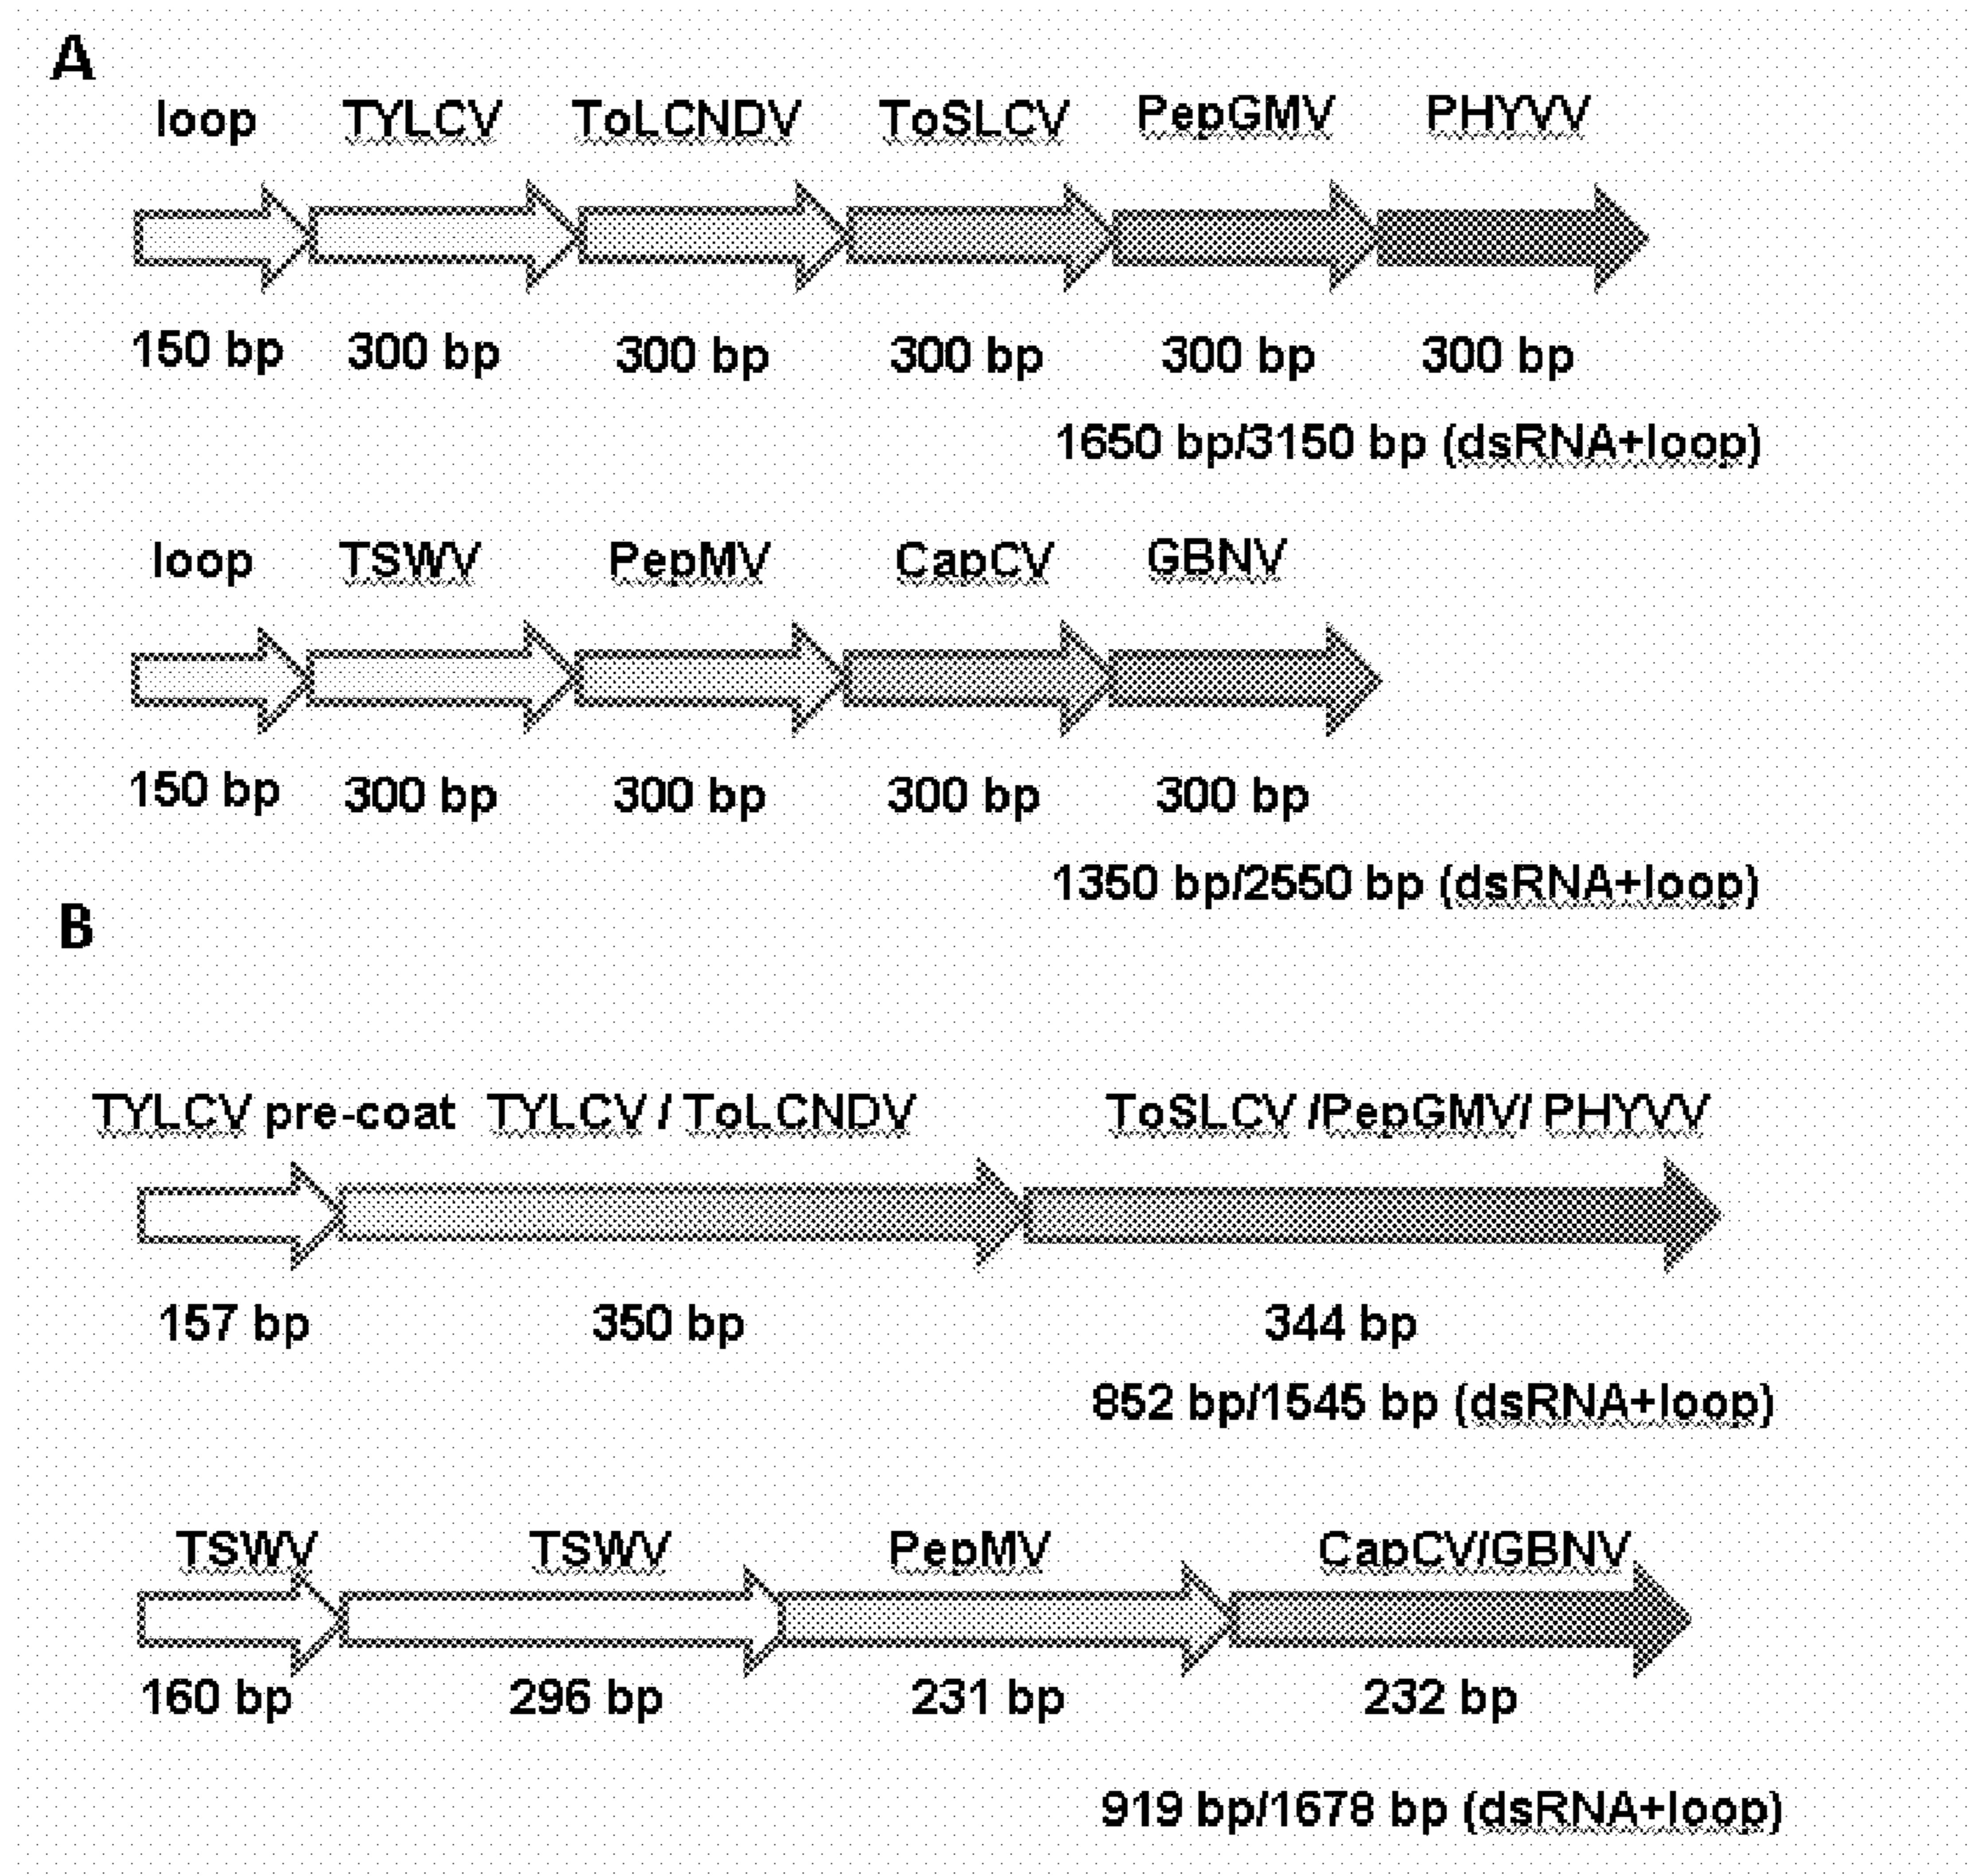 A
loop TYLCV ToLCNDV ToSLCV PepGMV PHYVV
150 bp 300 bp 300 bp 300 bp 300 bp 300 bp
1650 bp/3150 bp (dsRNA+loop)
loop TSWV PepMV CapCV GBNV
150 bp 300 bp 300 bp 300 bp 300 bp
1350 bp/2550 bp (dsRNA+loop)
B
TYLCV pre-coat TYLCV / ToLCNDV ToSLCV /PepGMV/ PHYVV
157 bp 350 bp 344 bp
852 bp/1545 bp (dsRNA+loop)
TSWV TSWV PepMV CapCV/GBNV
160 bp 296 bp 231 bp 232 bp
919 bp/1678 bp (dsRNA+loop)